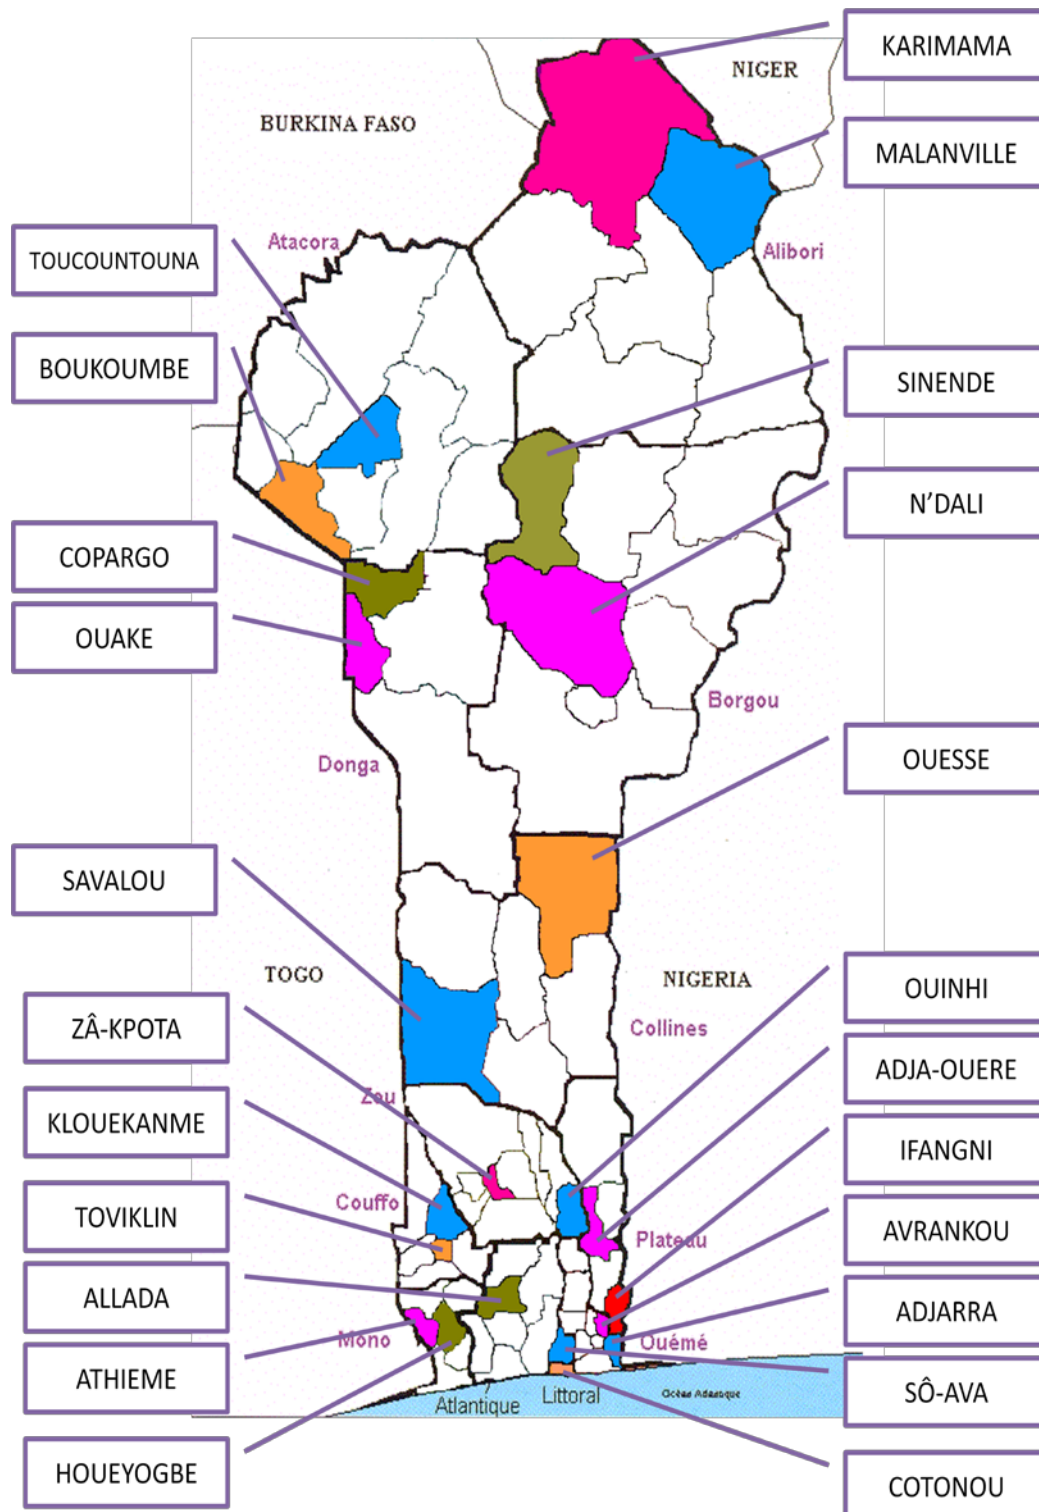 KARIMAMA
NIGER
BURKINA FASO
MALANVILLE
Atacora
Alibori
TOUCOUNTOUNA
BOUKOUMBE
SINENDE
N'DALI
COPARGO
OUAKE
Borgou
Donga
OUESSE
SAVALOU
TOGO
NIGERIA
OUINHI
ZÂ-KPOTA
Collines
ADJA-OUERE
Zou
KLOUEKANME
IFANGNI
Couffo
TOVIKLIN
Plateau
AVRANKOU
ALLADA
ADJARRA
Mono
Ouémé
ATHIEME
SÔ-AVA
Atlantique
Littoral
HOUEYOGBE
COTONOU